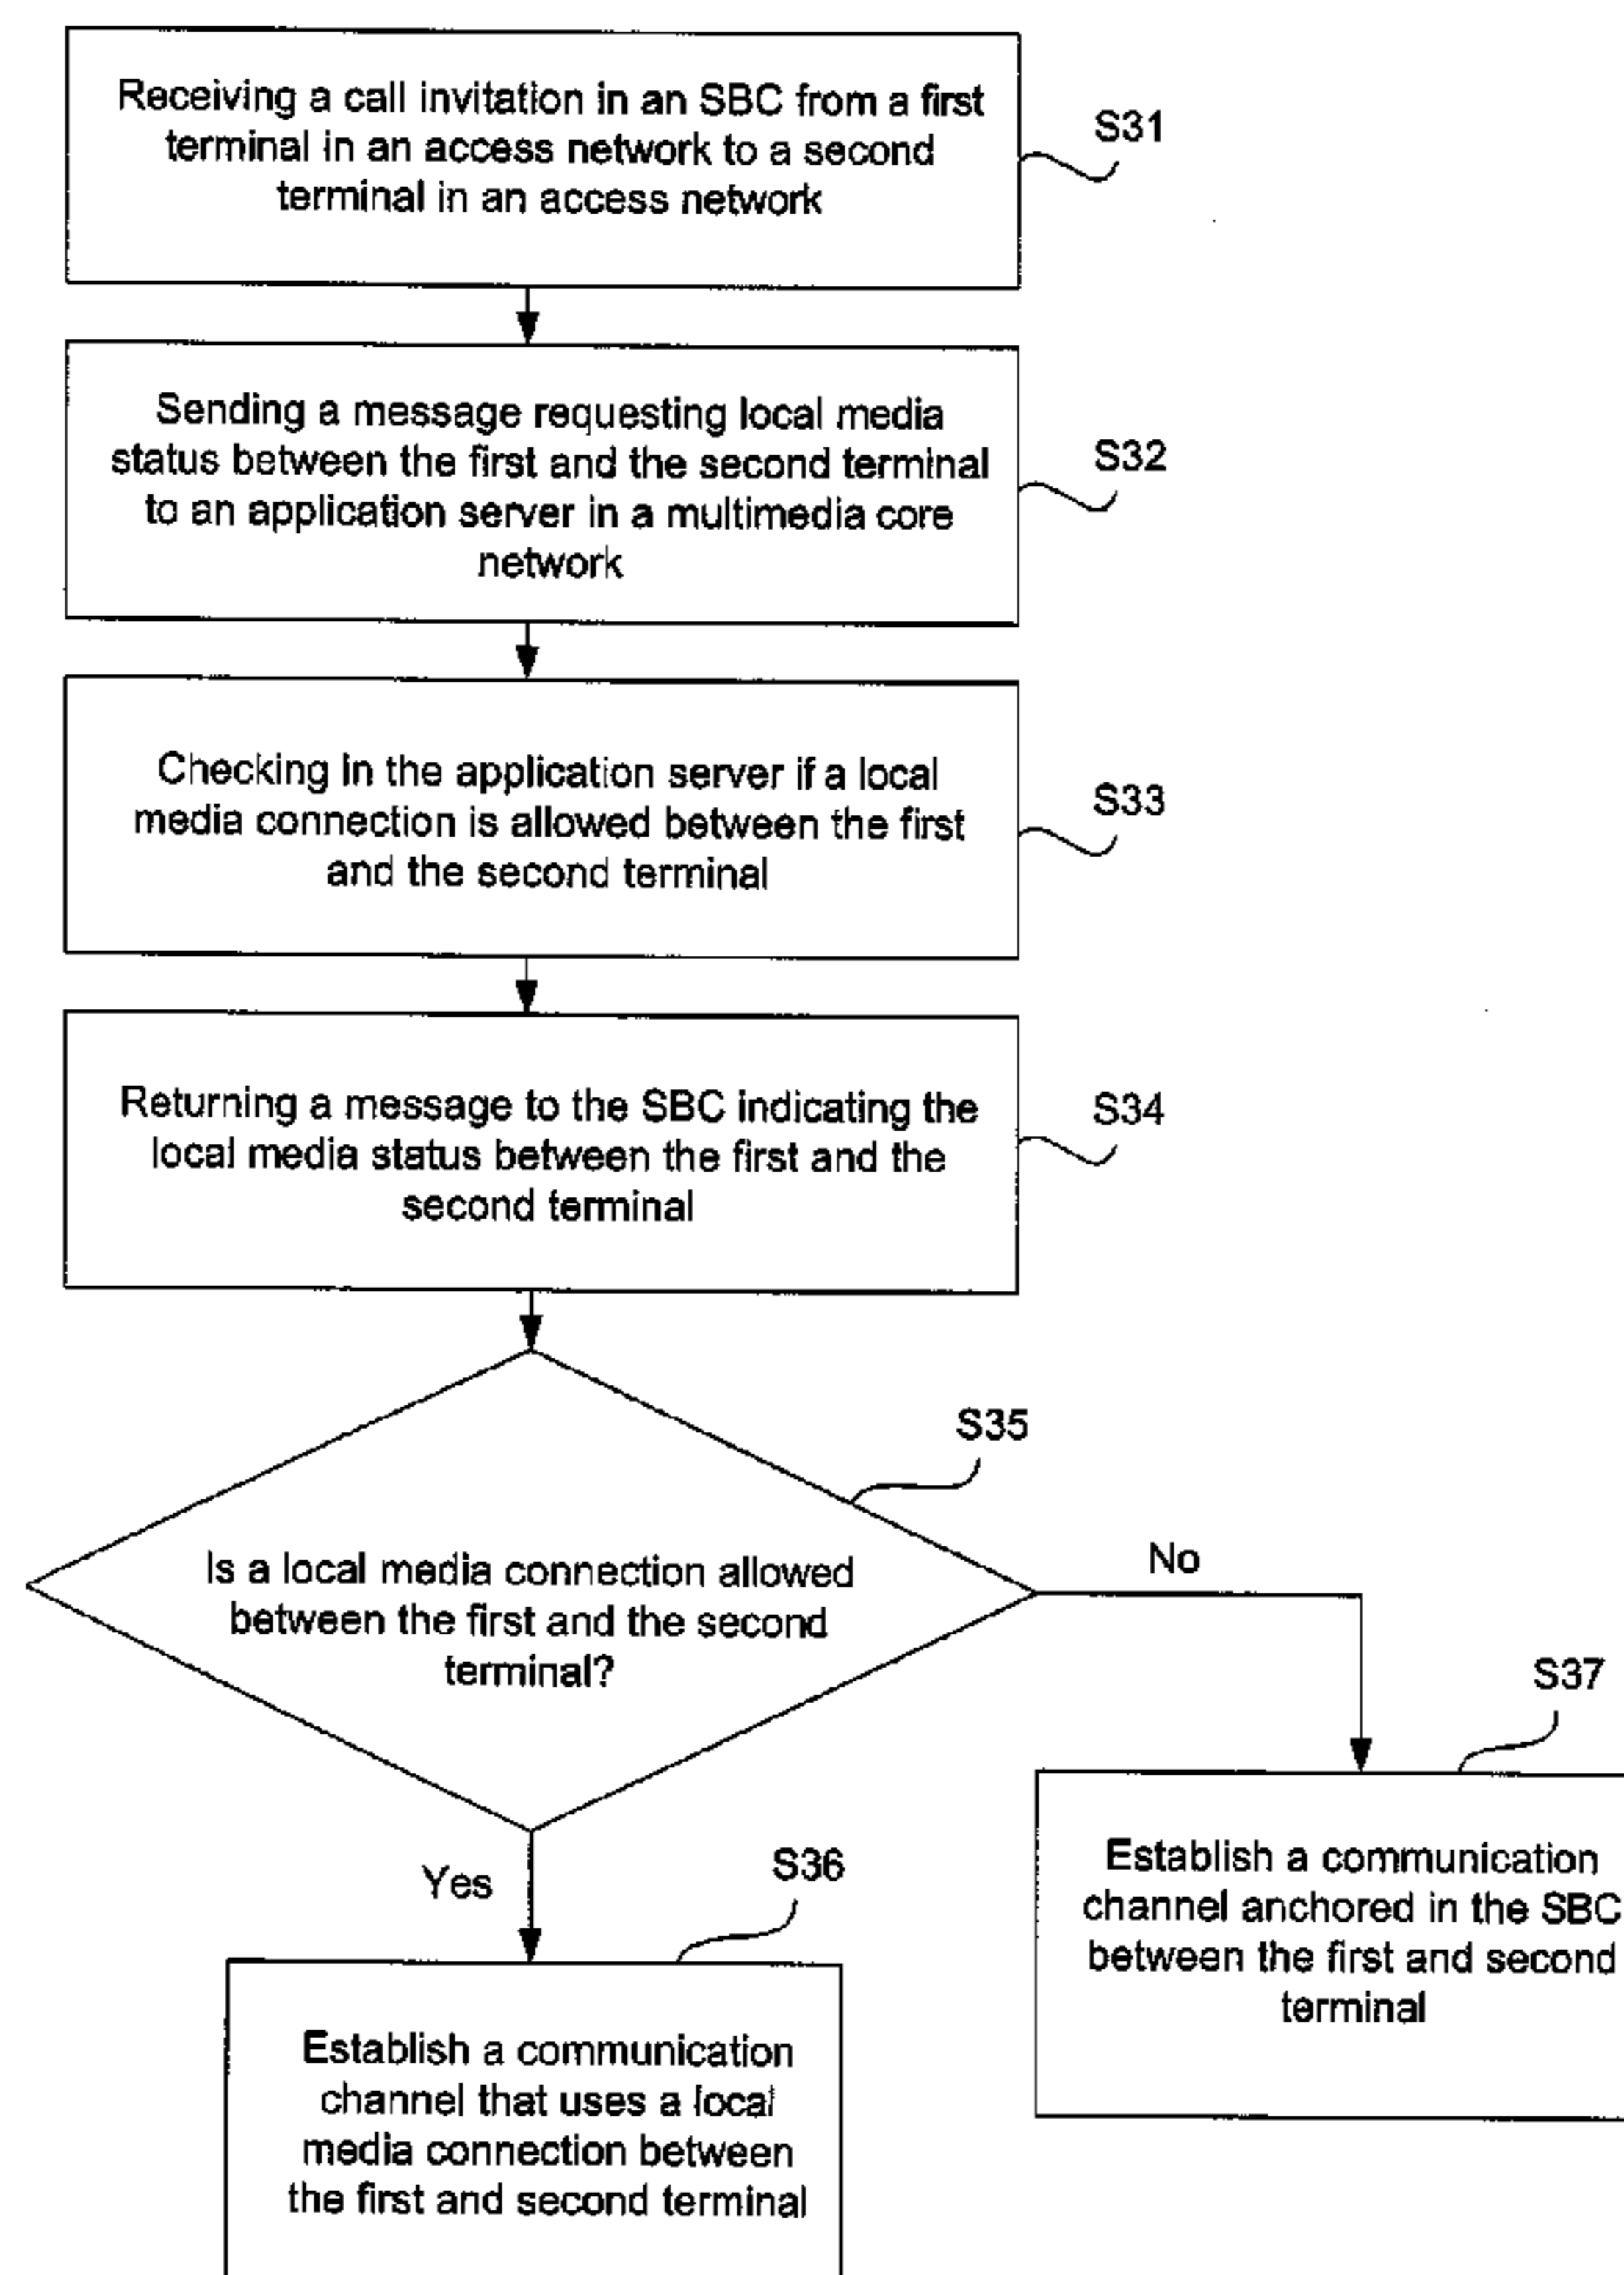 Receiving a call invitation in an SBC from a first
terminal in an access network to a second
terminal in an access network
S31
Sending a message requesting local media
status between the first and the second terminal
to an application server in a multimedia core
network
S32
Checking in the application server if a local
media connection is allowed between the first
and the second terminal
S33
Returning a message to the SBC indicating the
local media status between the first and the
second terminal
S34
S35
Is a local media connection allowed
between the first and the second
terminal?
No
S37
Establish a communication
channel anchored in the SBC
between the first and second
terminal
Yes
S36
Establish a communication
channel that uses a local
media connection between
the first and second terminal